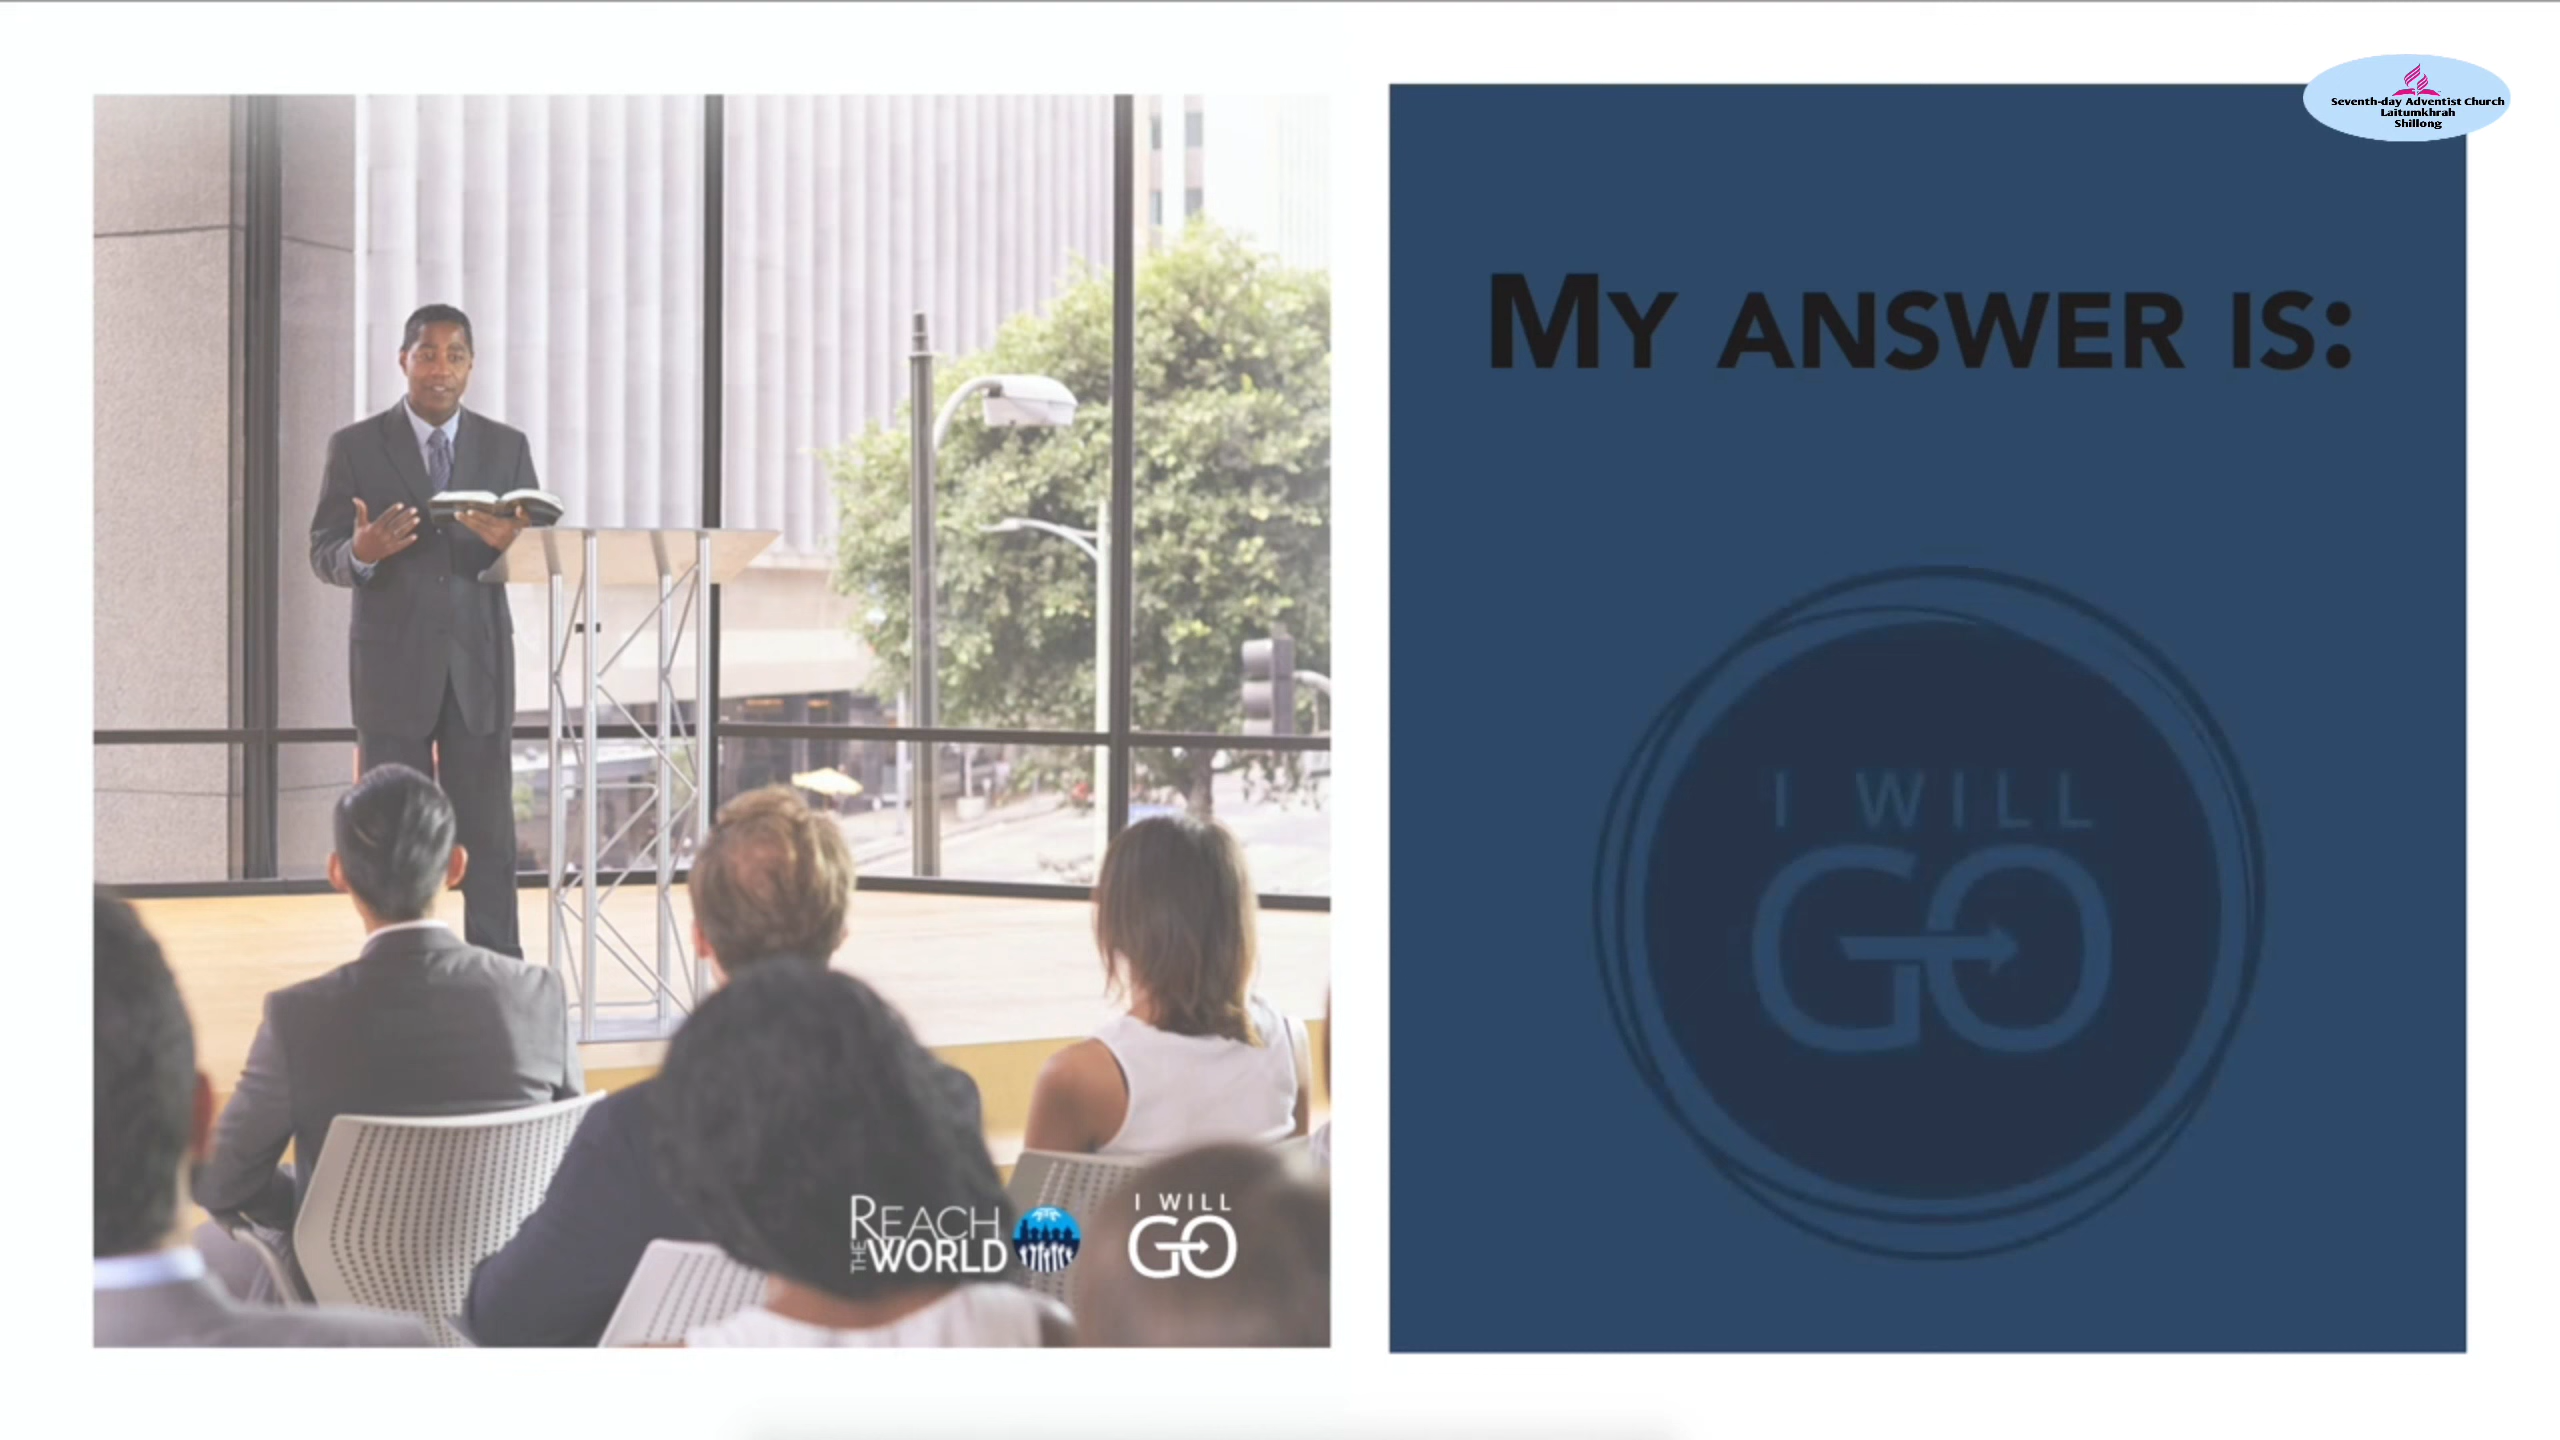 Seventh-day Adventist Church
Laitumkhrah
Shillong
MY ANSWER IS:
I WILL
GO
REACH
THE WORLD
I WILL
GO